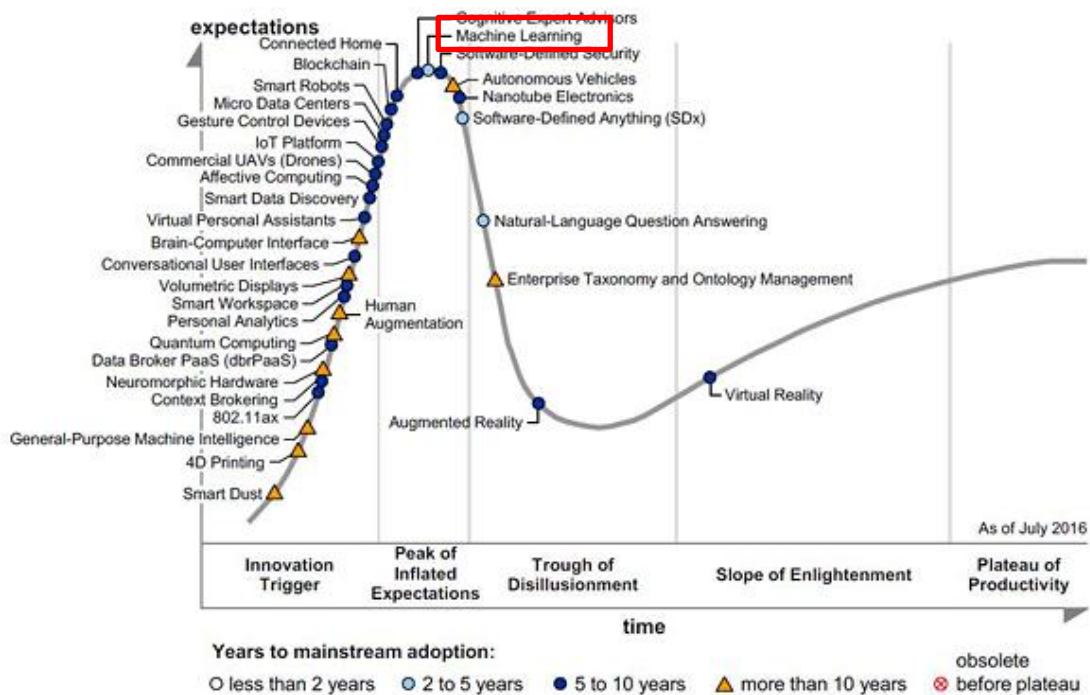 expectations
Cognitive Expert Advisors
Machine Learning
Software-Defined Security
Connected Home
Blockchain
Autonomous Vehicles
Smart Robots
Nanotube Electronics
Micro Data Centers
Gesture Control Devices
Software-Defined Anything (SDx)
IoT Platform
Commercial UAVs (Drones)
Affective Computing
Smart Data Discovery
Virtual Personal Assistants
Natural-Language Question Answering
Brain-Computer Interface
Conversational User Interfaces
Enterprise Taxonomy and Ontology Management
Volumetric Displays
Smart Workspace
Human
Augmentation
Personal Analytics
Quantum Computing
Data Broker PaaS (dbrPaaS)
Neuromorphic Hardware
Context Brokering
802.11ax
Virtual Reality
Augmented Reality
General-Purpose Machine Intelligence
4D Printing
Smart Dust
As of July 2016
Innovation
Trigger
Peak of
Inflated
Expectations
Trough of
Disillusionment
Slope of Enlightenment
Plateau of
Productivity
time
Years to mainstream adoption:
less than 2 years
2 to 5 years
5 to 10 years
more than 10 years
obsolete
before plateau